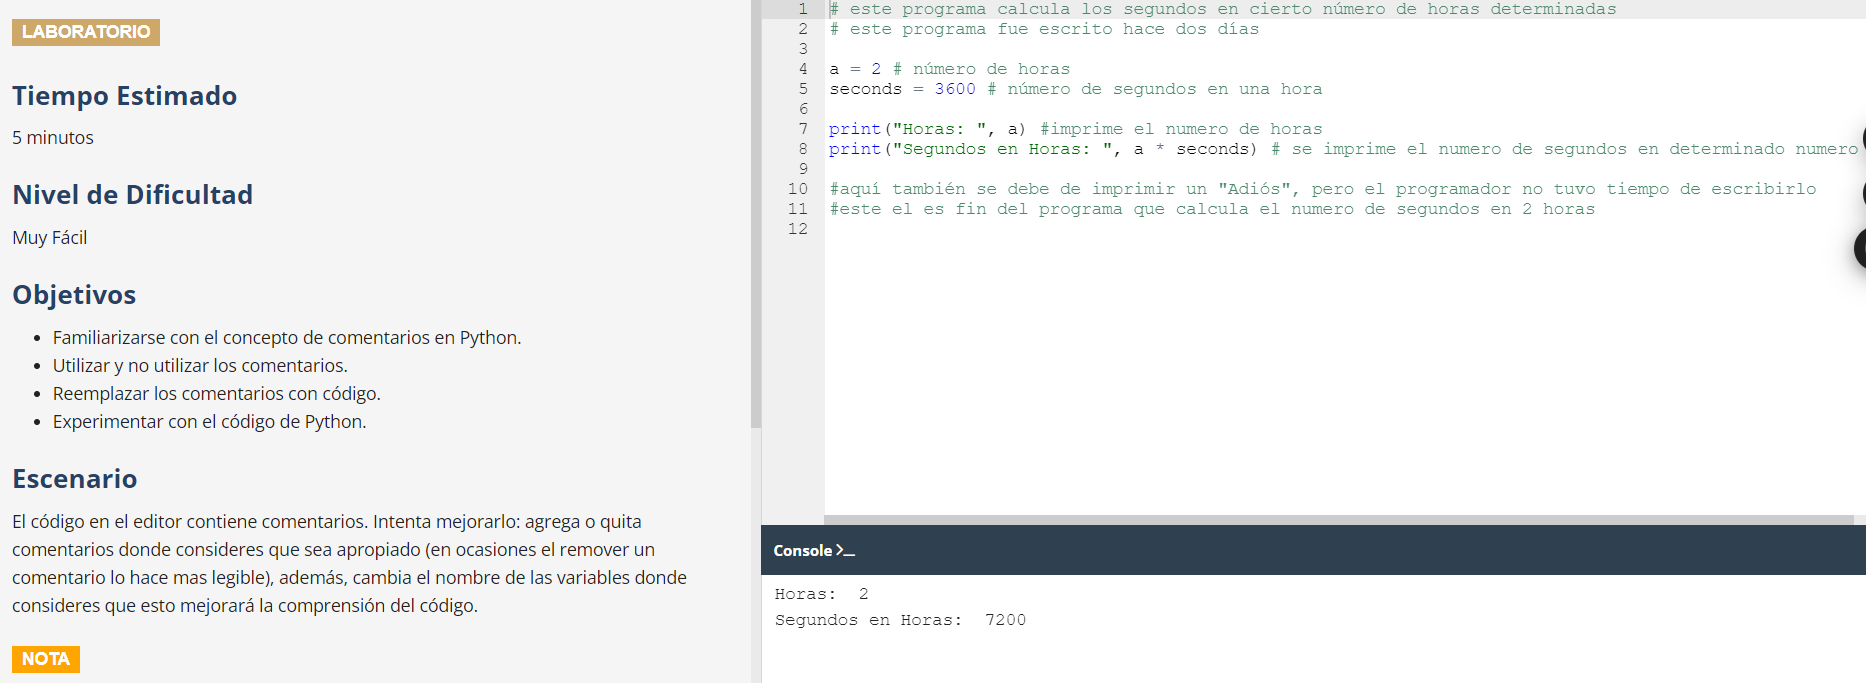 LABORATORIO
Tiempo Estimado
5 minutos
Nivel de Dificultad
Muy Fácil
Objetivos
• Familiarizarse con el concepto de comentarios en Python.
• Utilizar y no utilizar los comentarios.
• Reemplazar los comentarios con código.
• Experimentar con el código de Python.
Escenario
El código en el editor contiene comentarios. Intenta mejorarlo: agrega o quita
comentarios donde consideres que sea apropiado (en ocasiones el remover un
comentario lo hace mas legible), además, cambia el nombre de las variables donde
consideres que esto mejorará la comprensión del código.
NOTA
1 # este programa calcula los segundos en cierto número de horas determinadas
2 # este programa fue escrito hace dos días
3
4 a = 2 # número de horas
5 seconds = 3600 # número de segundos en una hora
6
7 print("Horas: ", a) #imprime el numero de horas
8 print("Segundos en Horas: ", a * seconds) # se imprime el numero de segundos en determinado numero
9
10 #aquí también se debe de imprimir un "Adiós", pero el programador no tuvo tiempo de escribirlo
11 #este el es fin del programa que calcula el numero de segundos en 2 horas
12
Console >_
Horas:  2
Segundos en Horas:  7200